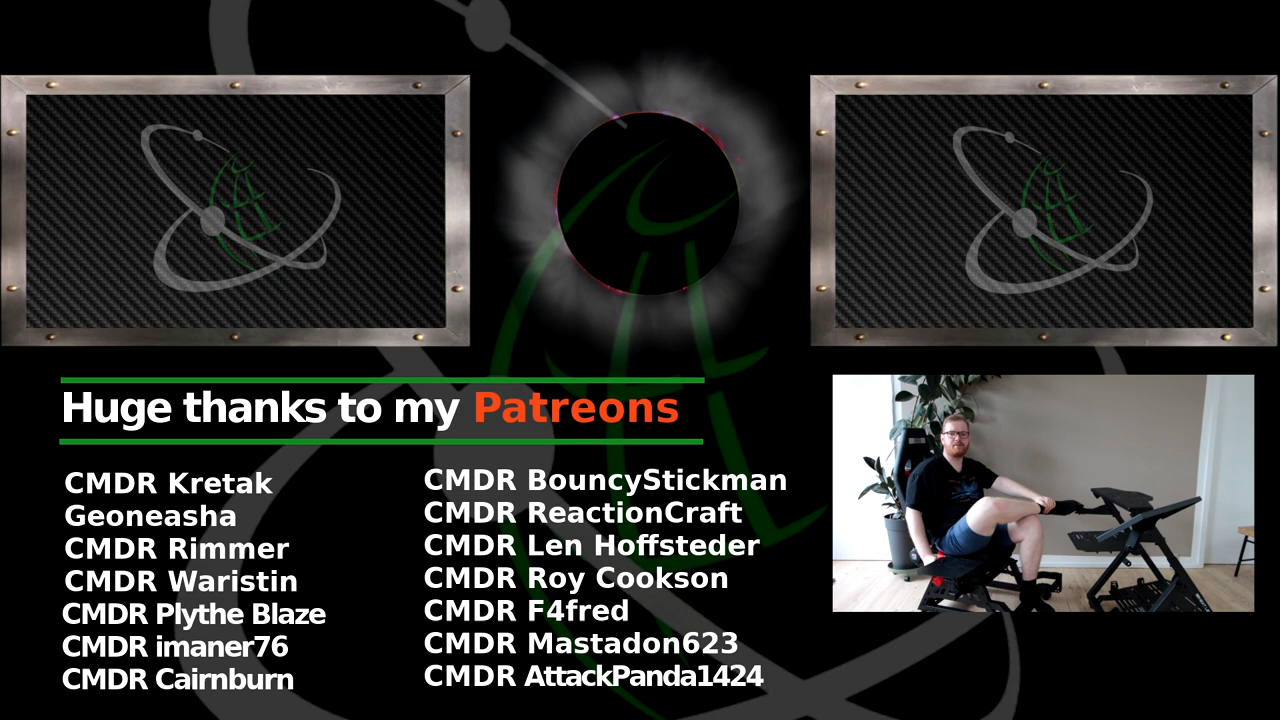 Huge thanks to my Patreons
CMDR Kretak
Geoneasha
CMDR Rimmer
CMDR Waristin
CMDR Plythe Blaze
CMDR imaner76
CMDR Cairnburn
CMDR BouncyStickman
CMDR ReactionCraft
CMDR Len Hoffsteder
CMDR Roy Cookson
CMDR F4fred
CMDR Mastadon623
CMDR AttackPanda1424